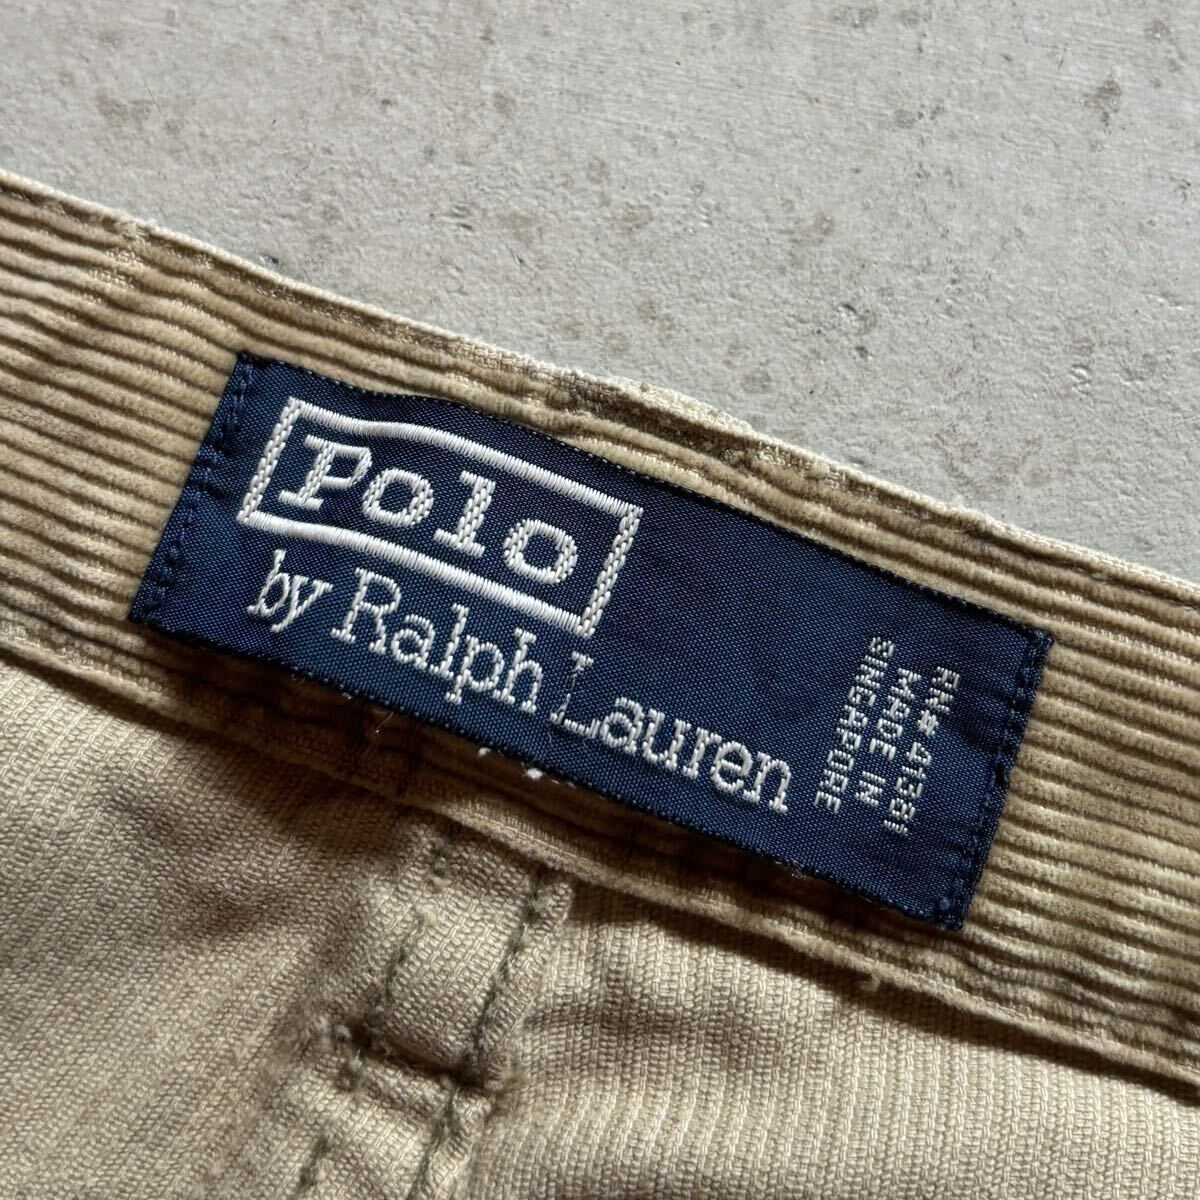 Polo
by Ralph Lauren
RN# 41381
MADE IN
SINGAPORE